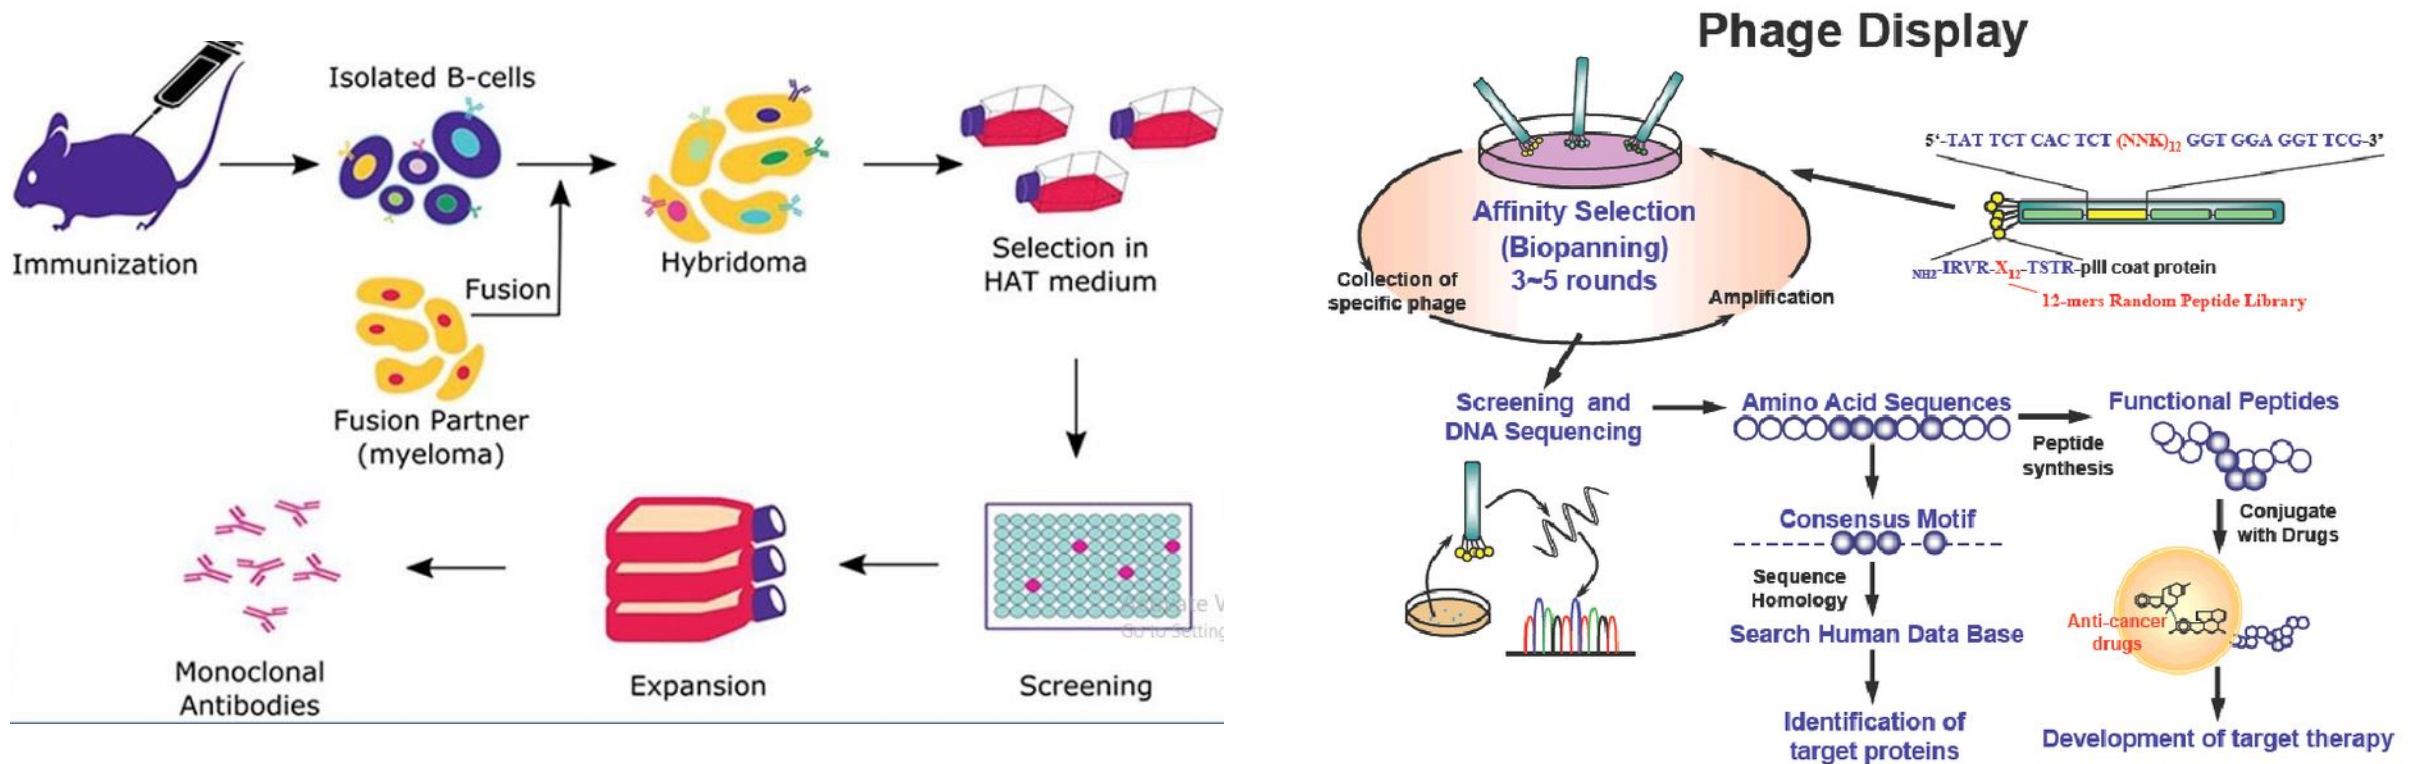 Isolated B-cells
Immunization
Fusion
Fusion Partner
(myeloma)
Hybridoma
Selection in
HAT medium
Screening
Expansion
Monoclonal
Antibodies
Phage Display
5‘-TAT TCT CAC TCT (NNK)12 GGT GGA GGT TCG-3’
NH2-IRVR-X12-TSTR-pIII coat protein
12-mers Random Peptide Library
Affinity Selection
(Biopanning)
3~5 rounds
Collection of
specific phage
Amplification
Screening and
DNA Sequencing
Amino Acid Sequences
Peptide
synthesis
Functional Peptides
Conjugate
with Drugs
Consensus Motif
Sequence
Homology
Search Human Data Base
Identification of
target proteins
Anti-cancer
drugs
Development of target therapy